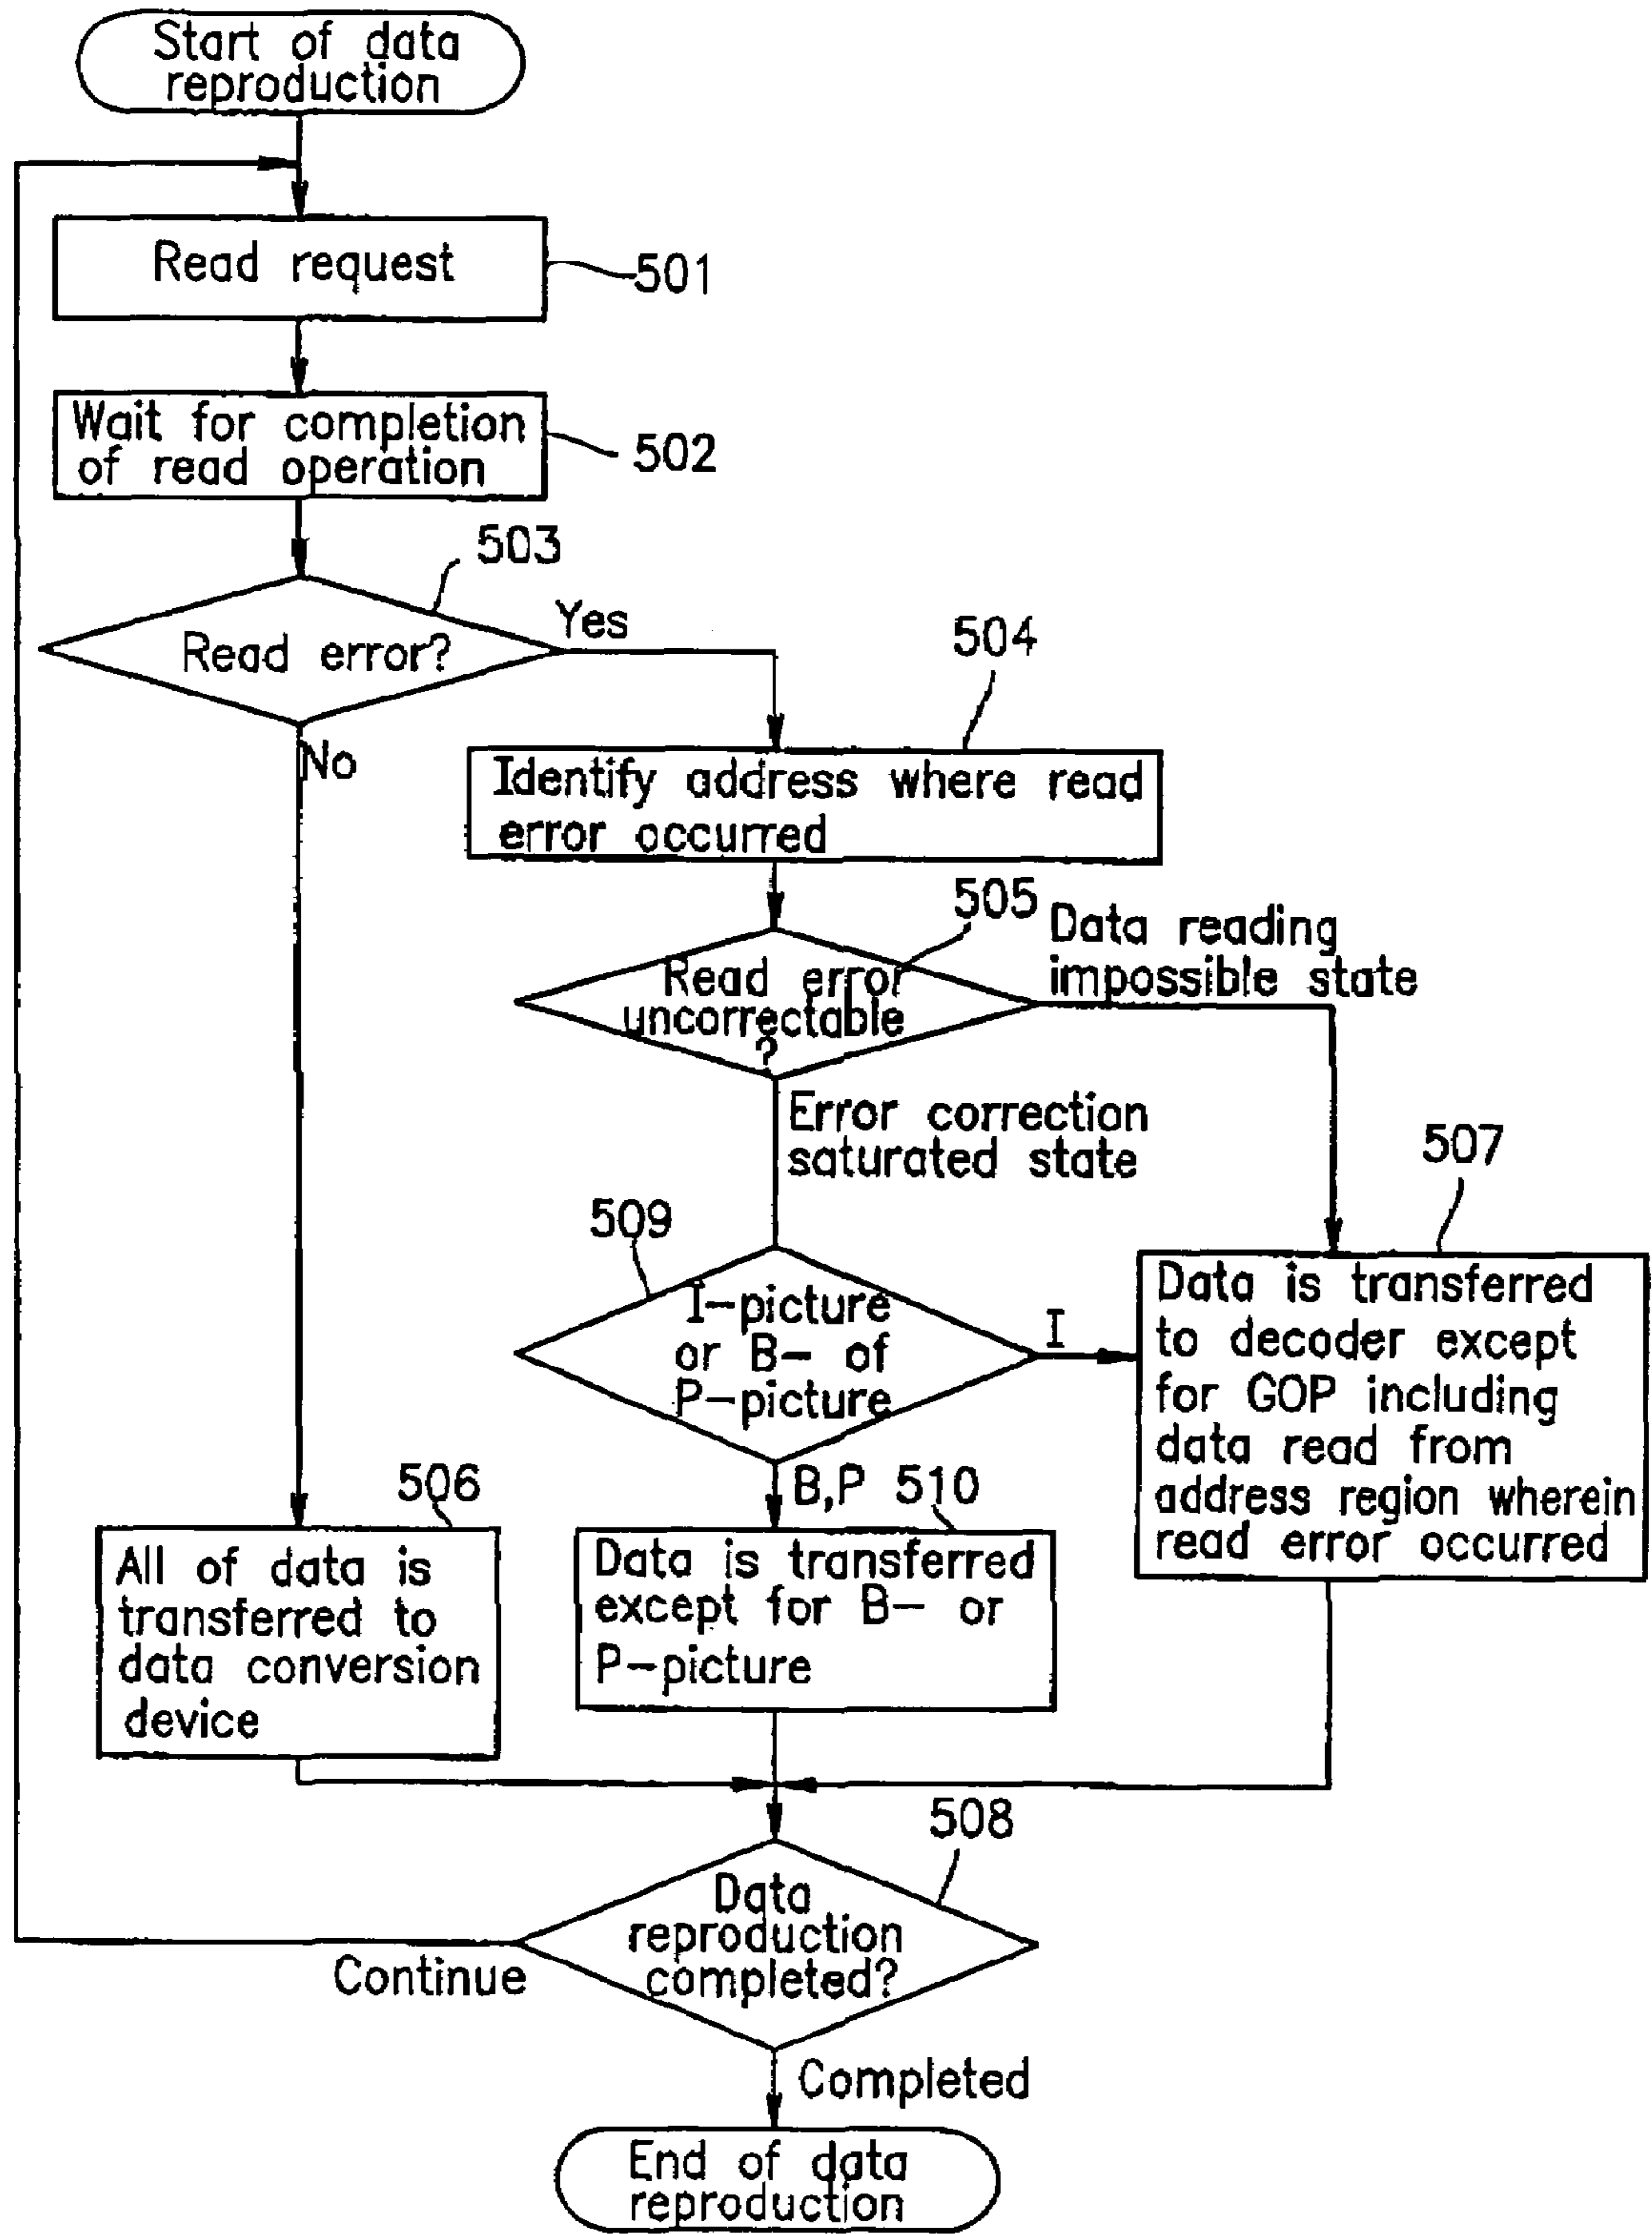 Start of data
reproduction
Read request
501
Wait for completion
of read operation
502
503
Read error?
Yes
No
504
Identify address where read
error occurred
505
Data reading
impossible state
Read error
uncorrectable
?
Error correction
saturated state
507
509
I-picture
or B- of
P-picture
I
Data is transferred
to decoder except
for GOP including
data read from
address region wherein
read error occurred
506
B,P
510
All of data is
transferred to
data conversion
device
Data is transferred
except for B- or
P-picture
508
Data
reproduction
completed?
Continue
Completed
End of data
reproduction